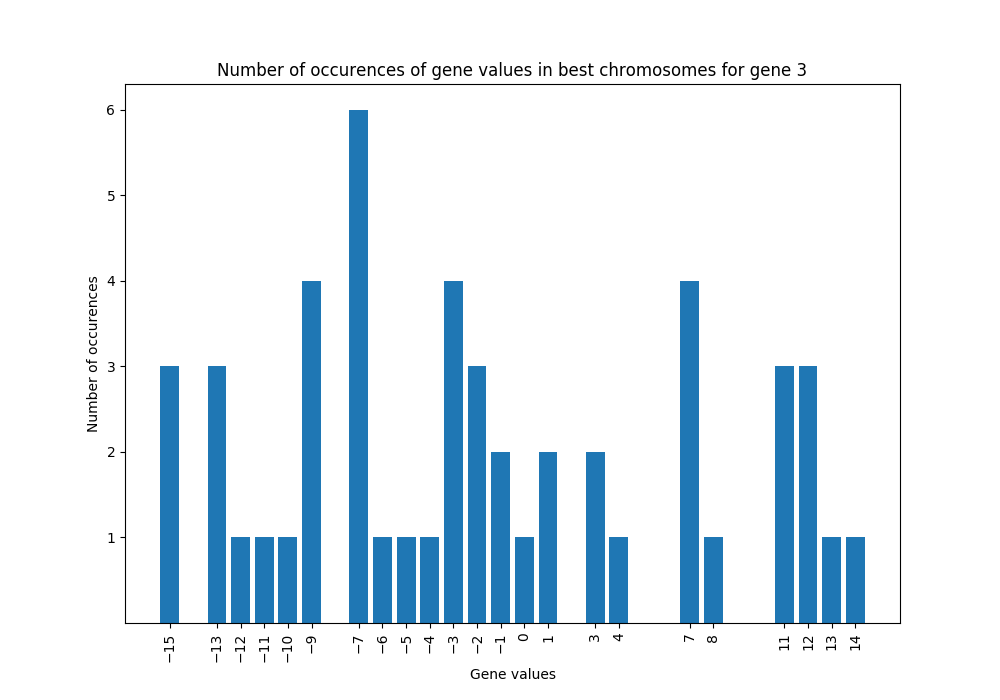 Number of occurences of gene values in best chromosomes for gene 3
Number of occurences
6
5
4
3
2
1
−15 −13 −12 −11 −10 −9 −7 −6 −5 −4 −3 −2 −1 0 1 3 4 7 8 11 12 13 14
Gene values